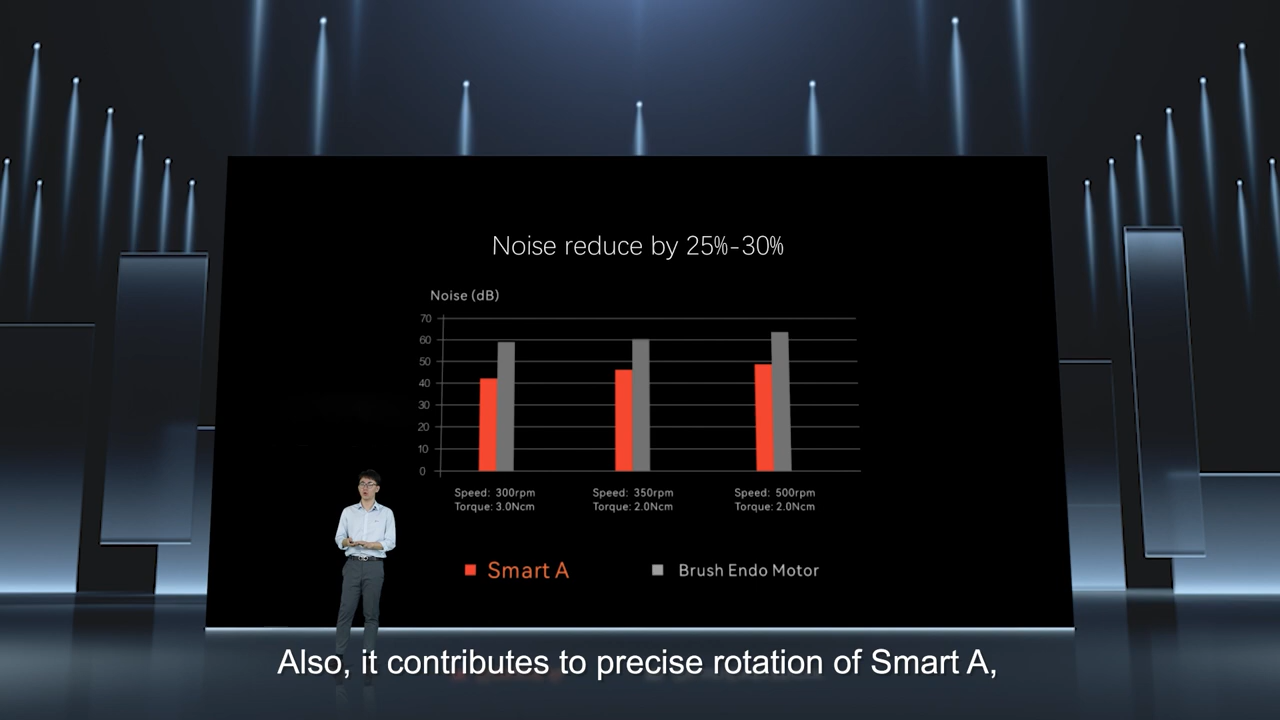 Noise reduce by 25%-30%
Noise (dB)
70
60
50
40
30
20
10
0
Speed: 300rpm
Torque: 3.0Ncm
Speed: 350rpm
Torque: 2.0Ncm
Speed: 500rpm
Torque: 2.0Ncm
Smart A
Brush Endo Motor
Also, it contributes to precise rotation of Smart A,